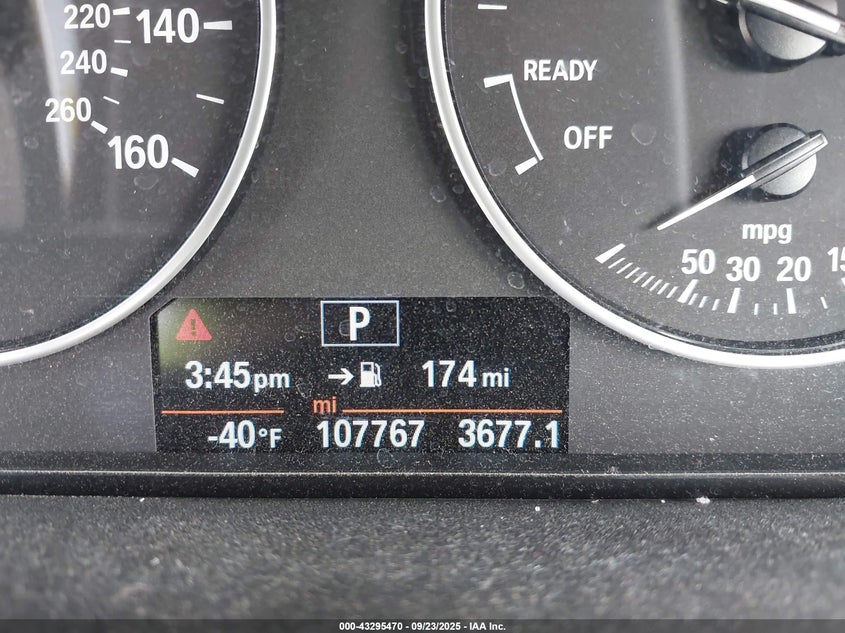 220
140
240
260
160
READY
OFF
mpg
50 30 20 15
P
3:45pm 174 mi
mi
-40°F 107767 3677.1
000-43295470 - 09/23/2025 - IAA Inc.